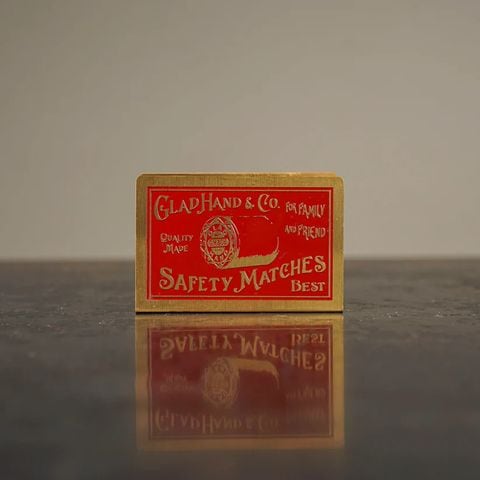 GLAD HAND & CO.
FOR FAMILY
AND FRIEND
QUALITY
MADE
SAFETY MATCHES
BEST